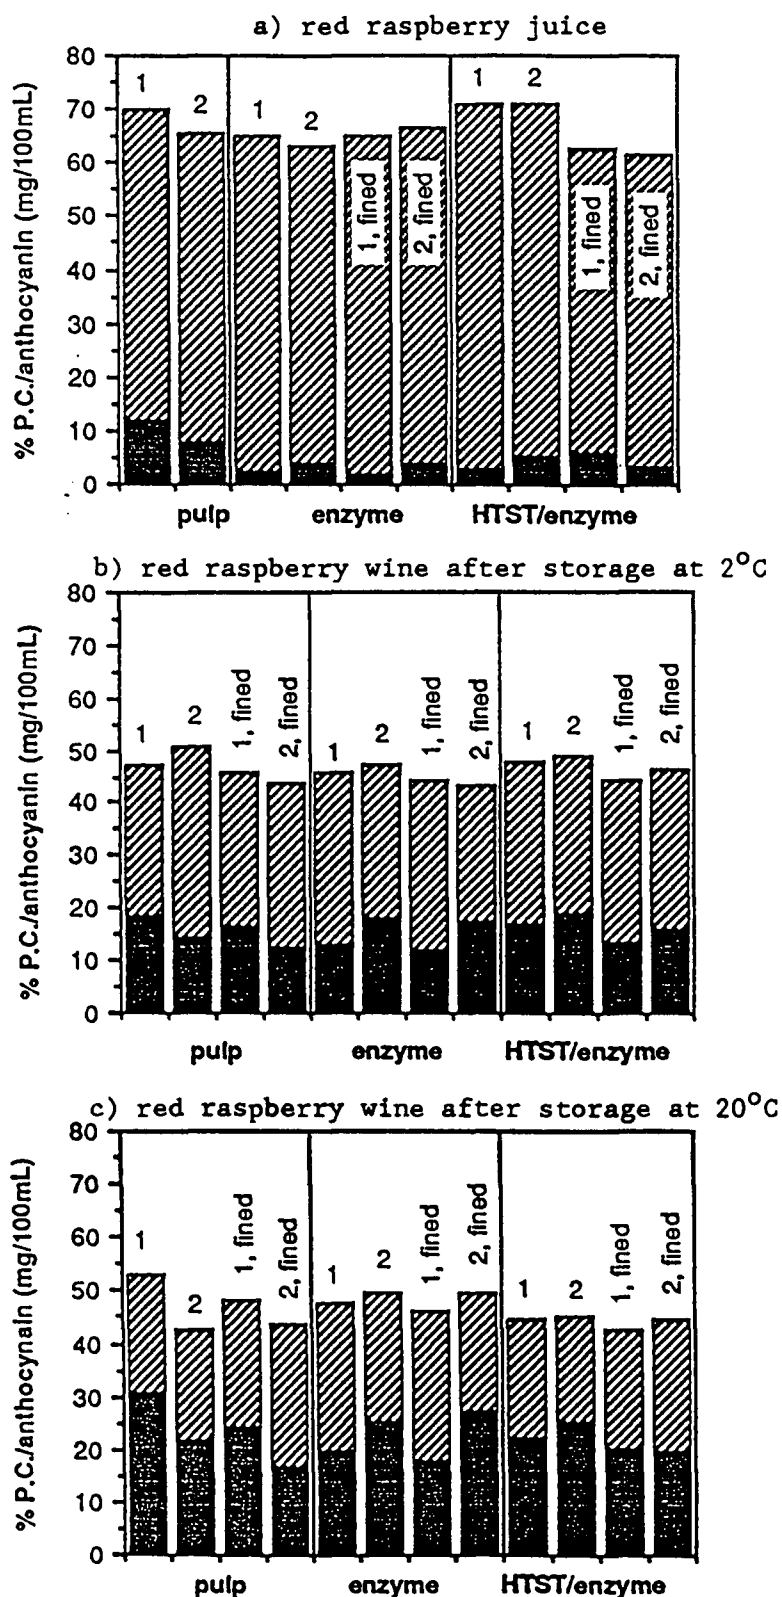 a) red raspberry juice
% P.C./anthocyanin (mg/100mL)
80
70
60
50
40
30
20
10
0
1
2
1
2
1, fined
2, fined
1
2
1, fined
2, fined
pulp
enzyme
HTST/enzyme
b) red raspberry wine after storage at 2°C
% P.C./anthocyanin (mg/100mL)
80
70
60
50
40
30
20
10
0
1
2
1, fined
2, fined
1
2
1, fined
2, fined
1
2
1, fined
2, fined
pulp
enzyme
HTST/enzyme
c) red raspberry wine after storage at 20°C
% P.C./anthocynain (mg/100mL)
80
70
60
50
40
30
20
10
0
1
2
1, fined
2, fined
1
2
1, fined
2, fined
1
2
1, fined
2, fined
pulp
enzyme
HTST/enzyme